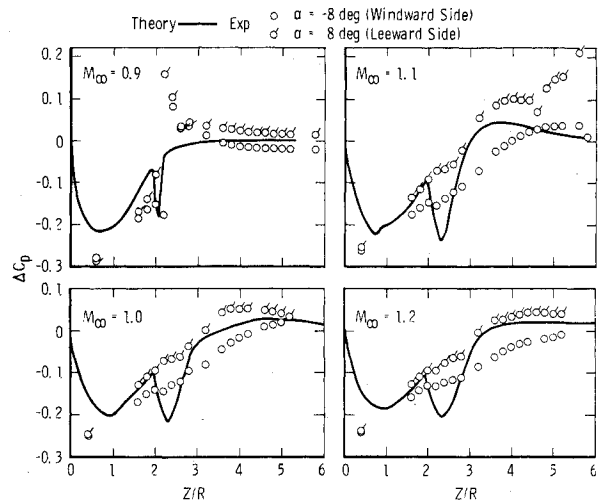 Theory Exp α = -8 deg (Windward Side)
α = 8 deg (Leeward Side)
0.2
0.1
0
-0.1
-0.2
-0.3
M∞ = 0.9
M∞ = 1.1
ΔCp
0.1
0
-0.1
-0.2
-0.3
M∞ = 1.0
M∞ = 1.2
0 1 2 3 4 5 6 0 1 2 3 4 5 6
Z/R Z/R